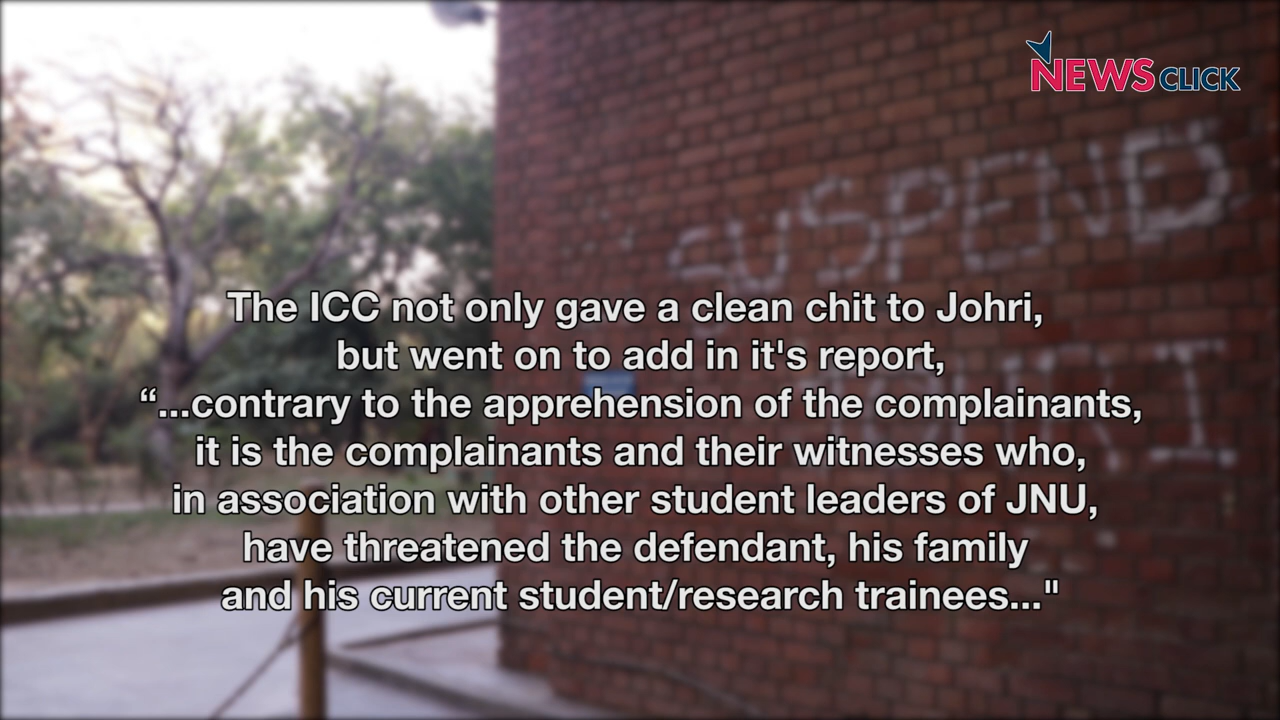 NEWSCLICK
SUSPEND
The ICC not only gave a clean chit to Johri,
but went on to add in it's report,
“...contrary to the apprehension of the complainants,
it is the complainants and their witnesses who,
in association with other student leaders of JNU,
have threatened the defendant, his family
and his current student/research trainees..."